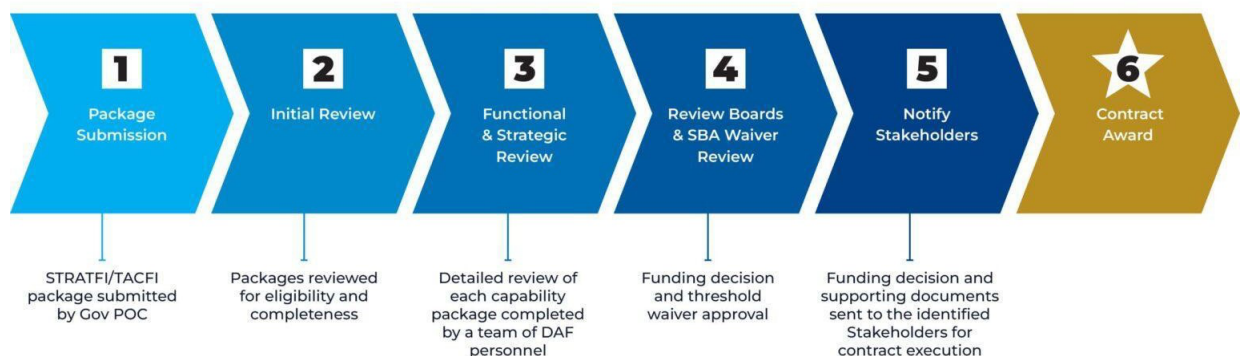 1
Package
Submission
2
Initial Review
3
Functional
& Strategic
Review
4
Review Boards
& SBA Waiver
Review
5
Notify
Stakeholders
6
Contract
Award
STRATFI/TACFI
package submitted
by Gov POC
Packages reviewed
for eligibility and
completeness
Detailed review of
each capability
package completed
by a team of DAF
personnel
Funding decision
and threshold
waiver approval
Funding decision and
supporting documents
sent to the identified
Stakeholders for
contract execution